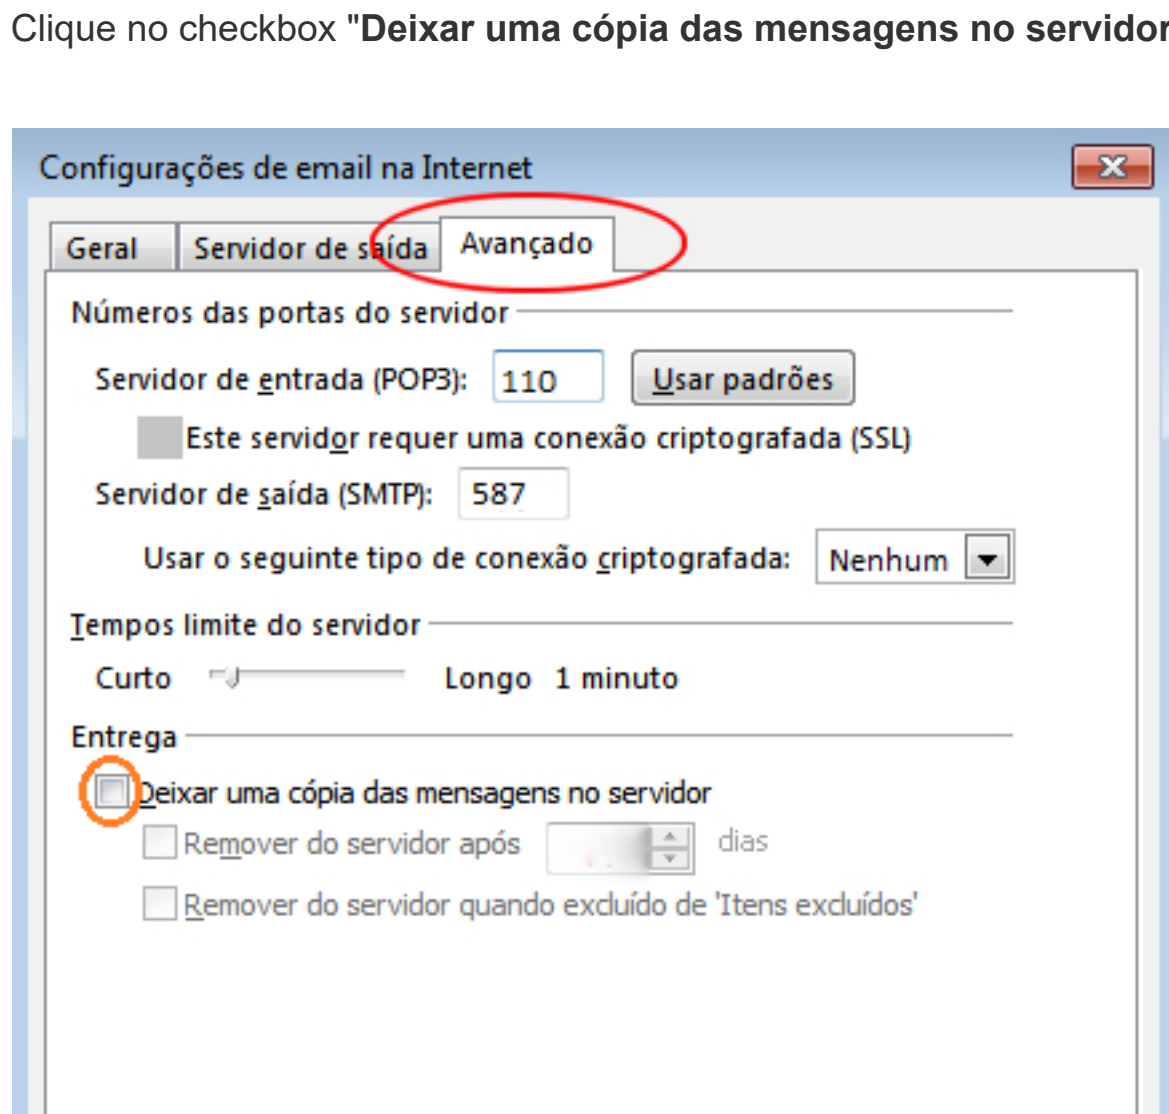 Clique no checkbox "Deixar uma cópia das mensagens no servidor
Configurações de email na Internet
Geral Servidor de saída Avançado
Números das portas do servidor
Servidor de entrada (POP3): 110 Usar padrões
Este servidor requer uma conexão criptografada (SSL)
Servidor de saída (SMTP): 587
Usar o seguinte tipo de conexão criptografada: Nenhum
Tempos limite do servidor
Curto Longo 1 minuto
Entrega
Deixar uma cópia das mensagens no servidor
Remover do servidor após dias
Remover do servidor quando excluído de 'Itens excluídos'